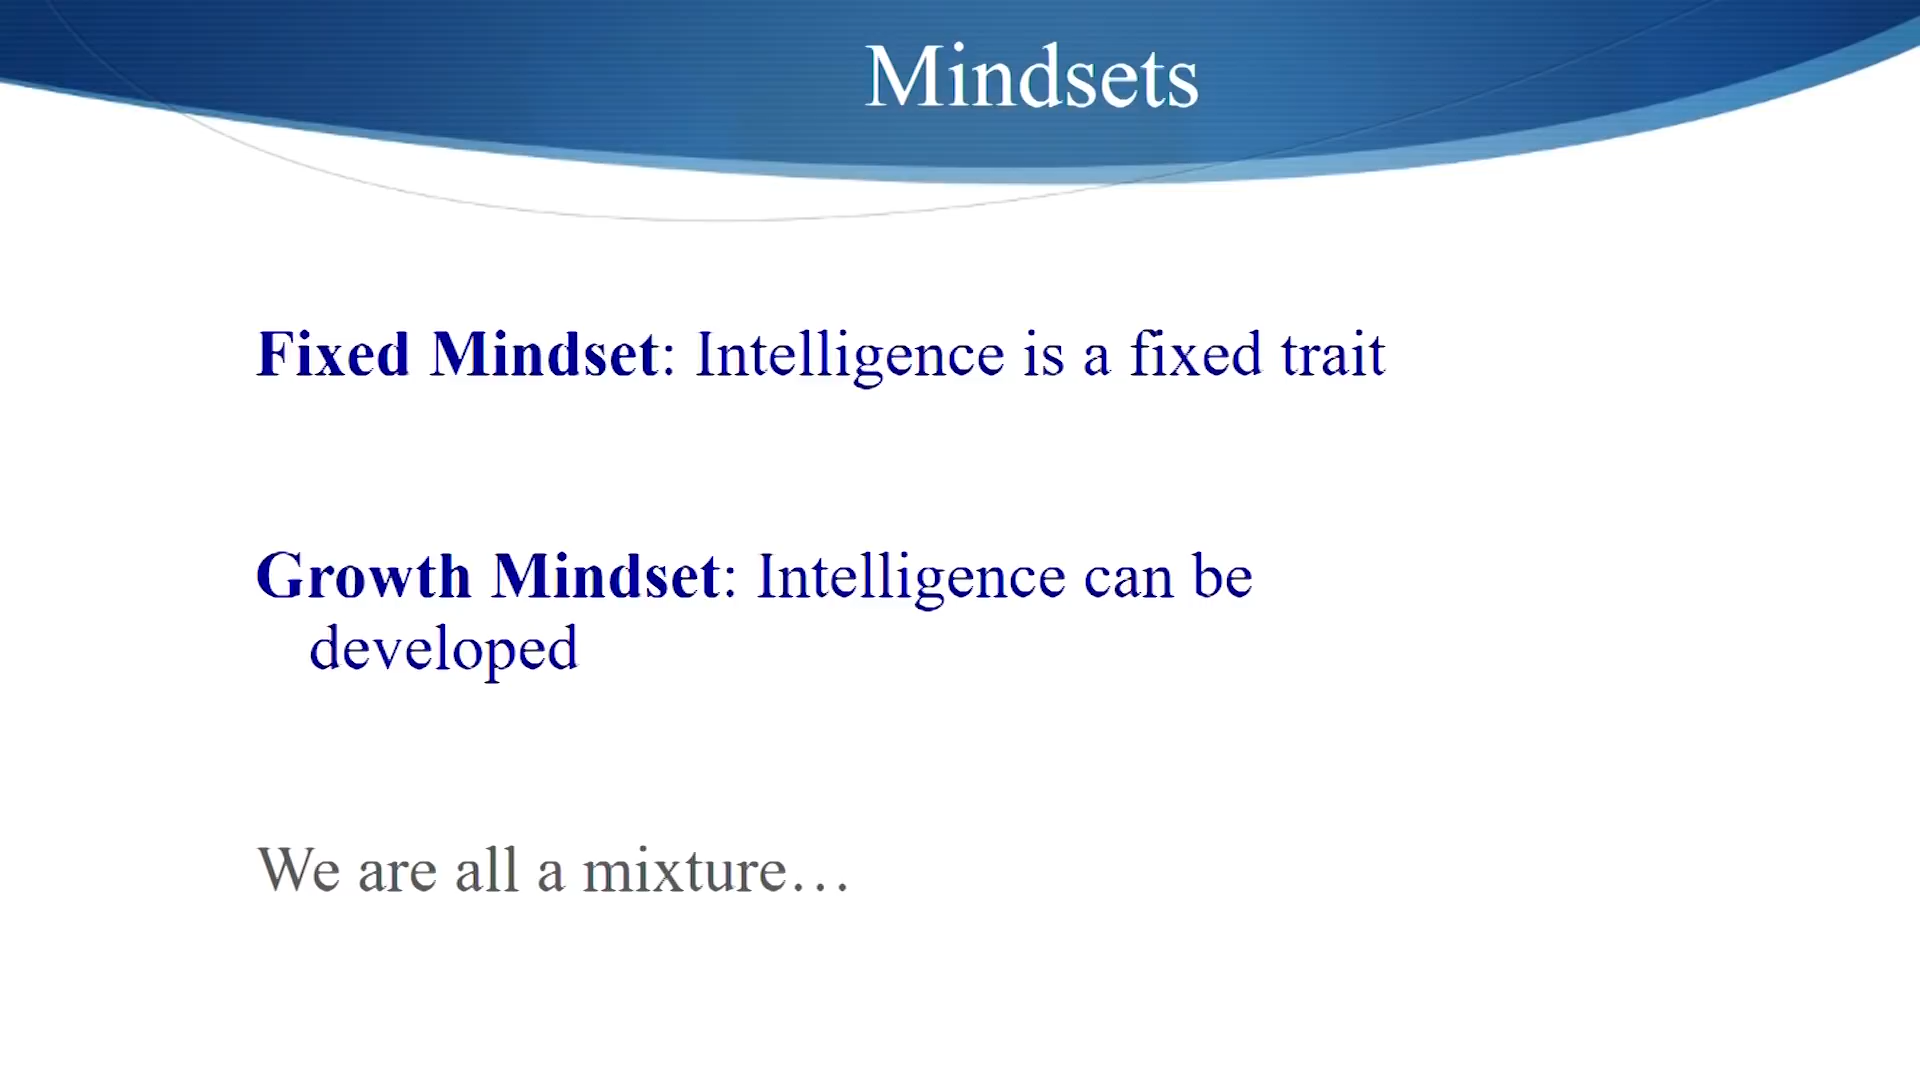 Mindsets
Fixed Mindset: Intelligence is a fixed trait
Growth Mindset: Intelligence can be
developed
We are all a mixture…